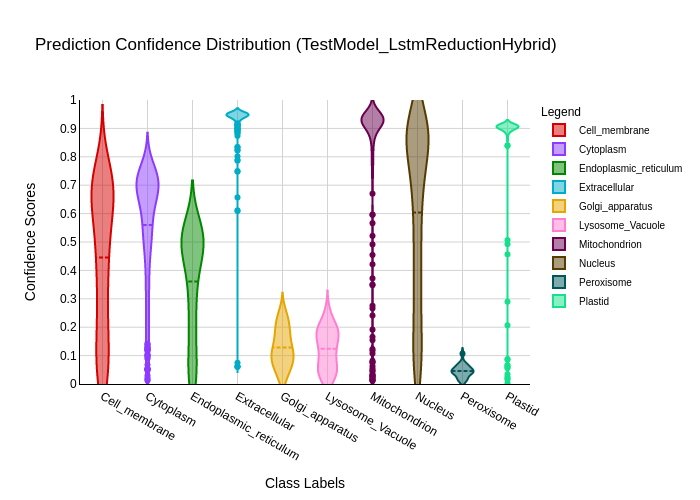 Prediction Confidence Distribution (TestModel_LstmReductionHybrid)
Legend
Cell_membrane
Cytoplasm
Endoplasmic_reticulum
Extracellular
Golgi_apparatus
Lysosome_Vacuole
Mitochondrion
Nucleus
Peroxisome
Plastid
Confidence Scores
1
0.9
0.8
0.7
0.6
0.5
0.4
0.3
0.2
0.1
0
Cell_membrane
Cytoplasm
Endoplasmic_reticulum
Extracellular
Golgi_apparatus
Lysosome_Vacuole
Mitochondrion
Nucleus
Peroxisome
Plastid
Class Labels